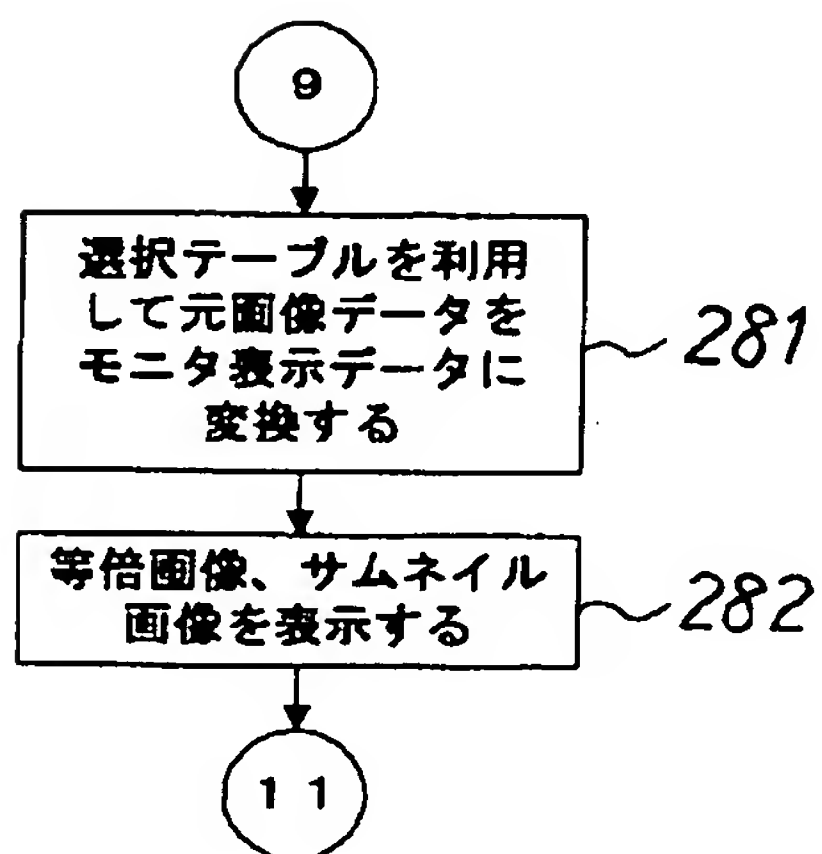 9
選択テーブルを利用
して元画像データを
モニタ表示データに
変換する
281
等倍画像、サムネイル
画像を表示する
282
11